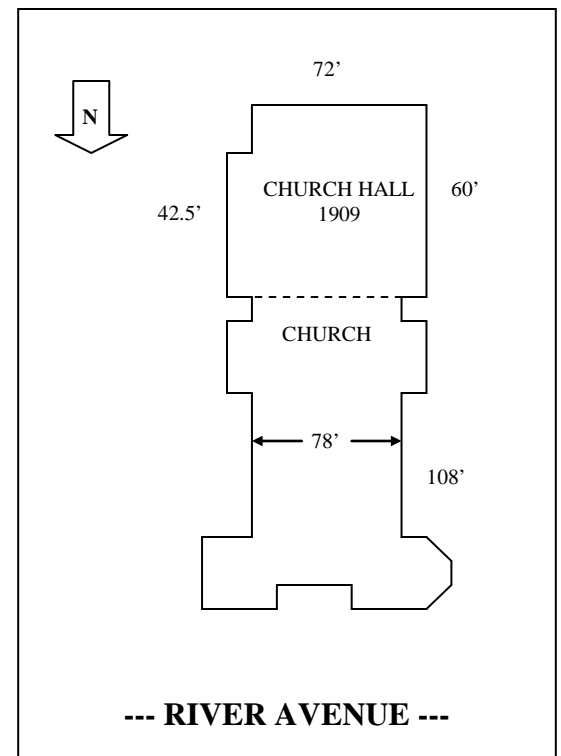 72’
N
CHURCH HALL
1909
60’
42.5’
CHURCH
78’
108’
--- RIVER AVENUE ---